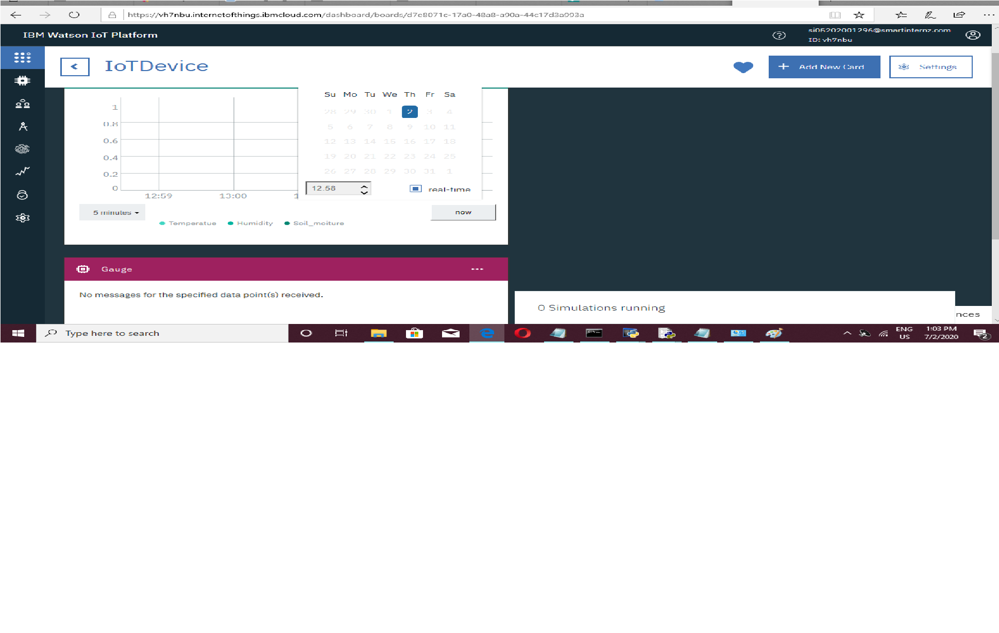 https://vh7nbu.internetofthings.ibmcloud.com/dashboard/boards/d7e8071c-17a0-48a8-a90a-44c17d3a993a
IBM Watson IoT Platform
si05202001296@smartinternz.com
ID: vh7nbu
IoTDevice
Add New Card
Settings
Su Mo Tu We Th Fr Sa
28 29 30 1 2 3 4
5 6 7 8 9 10 11
12 13 14 15 16 17 18
19 20 21 22 23 24 25
26 27 28 29 30 31 1
12:58
real-time
1
0.8
0.6
0.4
0.2
0
12:59 13:00 1
5 minutes
now
Temperatue Humidity Soil_moiture
Gauge
No messages for the specified data point(s) received.
0 Simulations running
nces
Type here to search
ENG
US
1:03 PM
7/2/2020
2